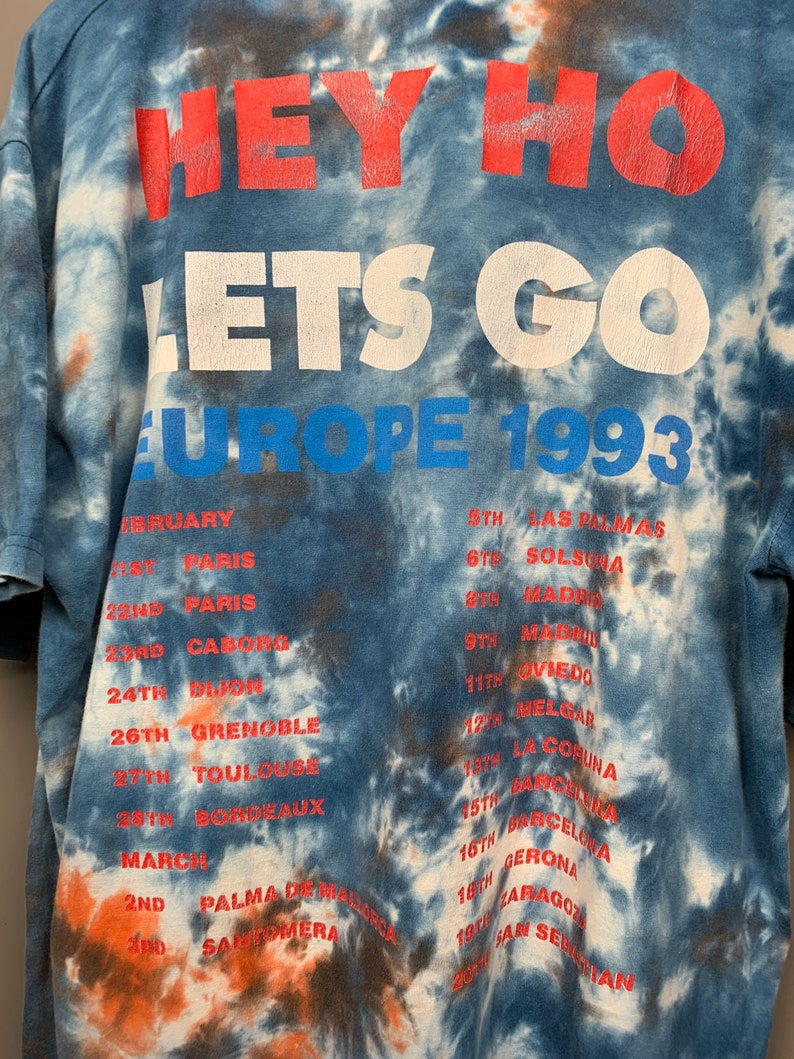 HEY HO
LETS GO
EUROPE 1993
FEBRUARY
21ST PARIS
22ND PARIS
23RD CABORG
24TH DIJON
26TH GRENOBLE
27TH TOULOUSE
28TH BORDEAUX
MARCH
2ND PALMA DE MALLORCA
3RD SANTOMERA
5TH LAS PALMAS
6TH SOLSONA
8TH MADRID
9TH MADRID
11TH OVIEDO
12TH MELGAR
13TH LA CORUNA
15TH BARCELONA
16TH BARCELONA
18TH GERONA
19TH ZARAGOZA
20TH SAN SEBASTIAN